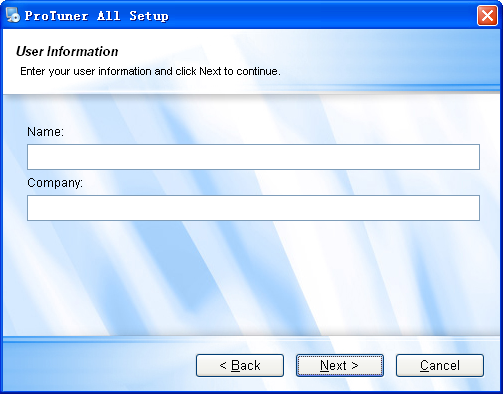 ProTuner All Setup
User Information
Enter your user information and click Next to continue.
Name:
Company:
< Back
Next >
Cancel